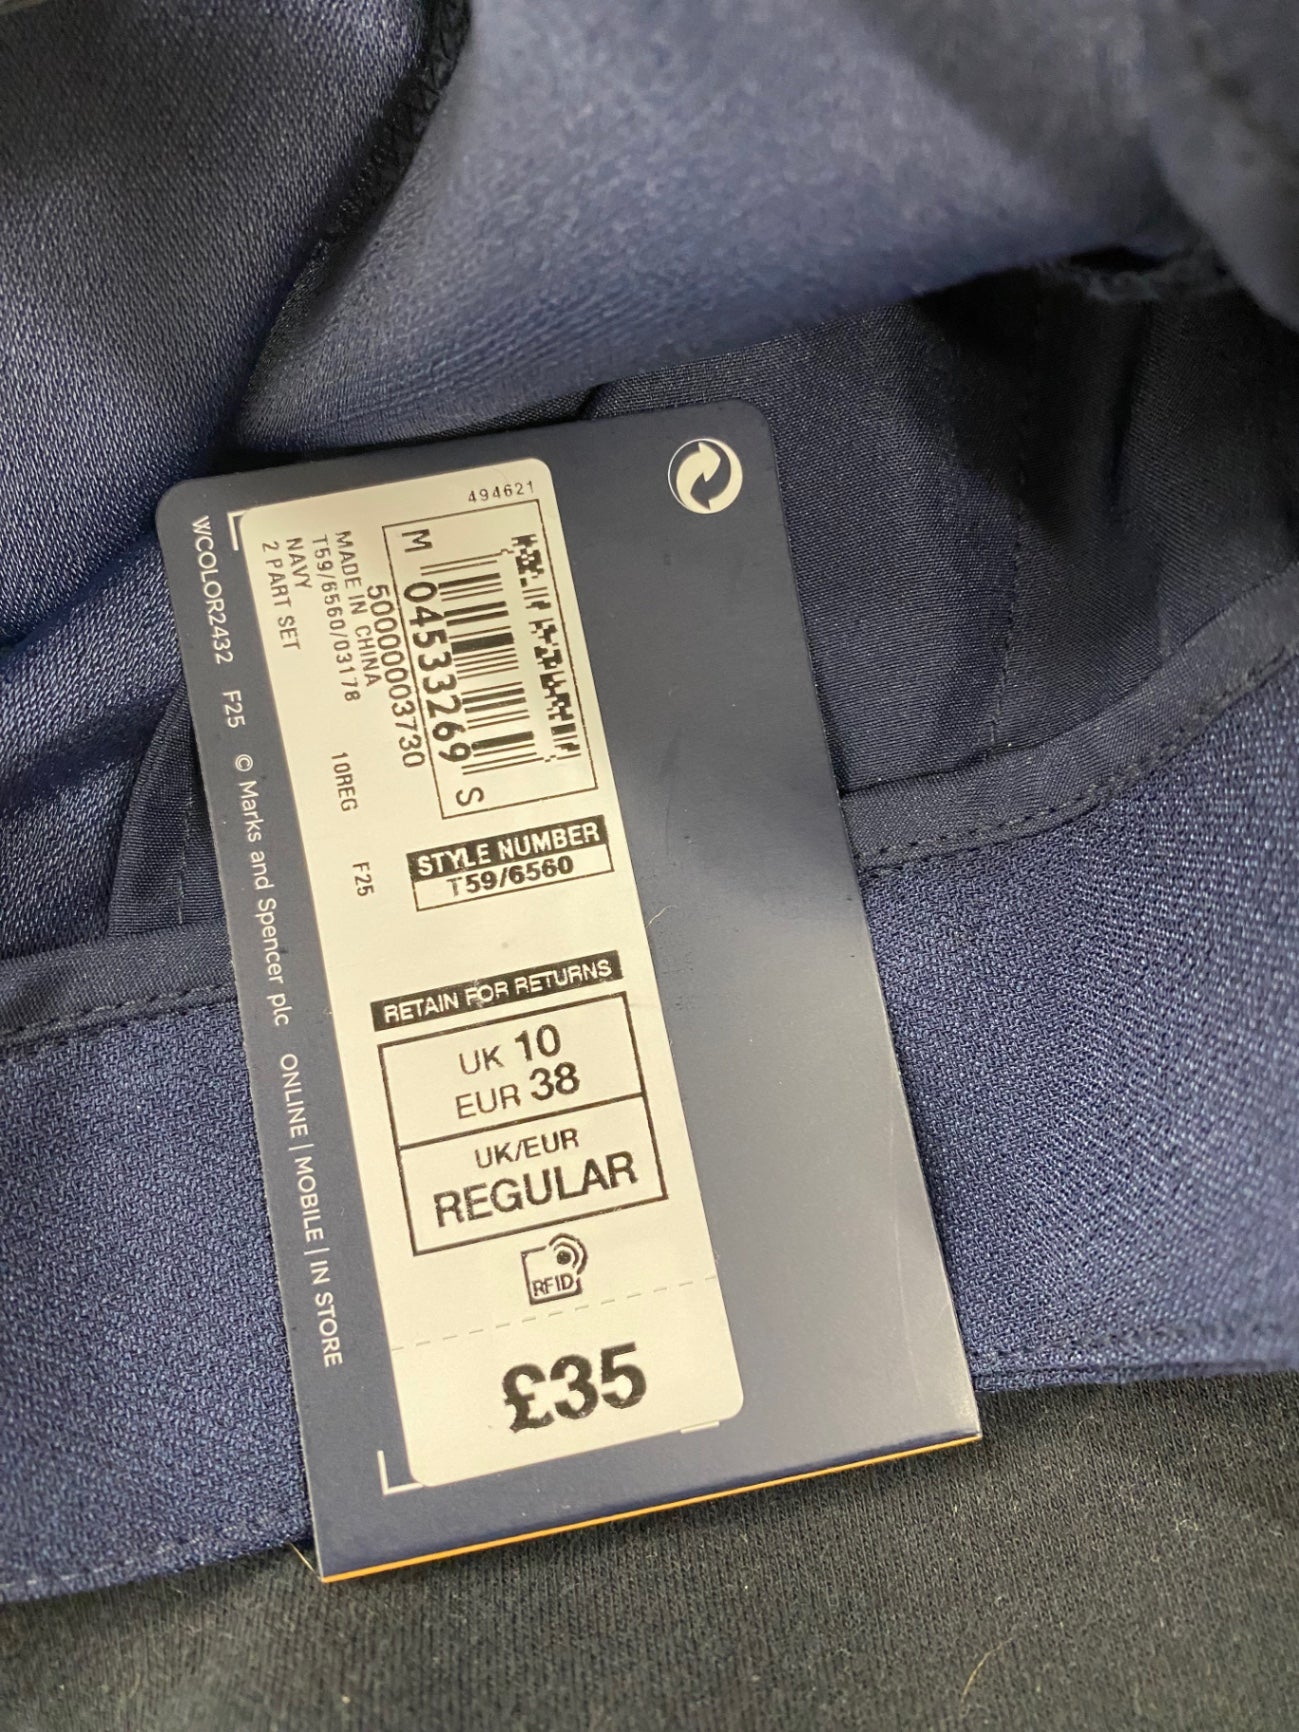 494621
M 04533269 S
5000000003730
MADE IN CHINA
T59/6560/03178 10REG F25
NAVY
2 PART SET
STYLE NUMBER
T59/6560
RETAIN FOR RETURNS
UK 10
EUR 38
UK/EUR
REGULAR
RFID
£35
WCOLOR2432 F25 © Marks and Spencer plc ONLINE | MOBILE | IN STORE